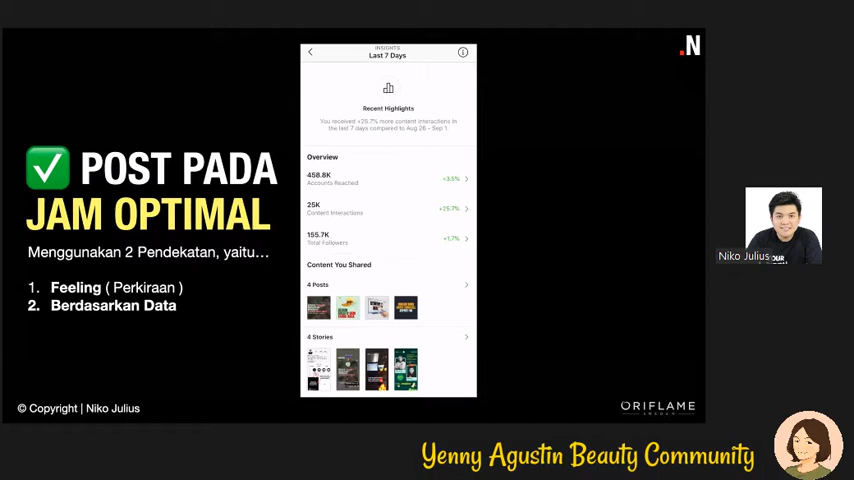 .N
INSIGHTS
Last 7 Days
Recent Highlights
You received +25.7% more content interactions in
the last 7 days compared to Aug 26 - Sep 1.
Overview
458.8K
Accounts Reached
+3.5%
25K
Content Interactions
+25.7%
155.7K
Total Followers
+1.7%
Content You Shared
4 Posts
4 Stories
POST PADA
JAM OPTIMAL
Menggunakan 2 Pendekatan, yaitu...
1. Feeling ( Perkiraan )
2. Berdasarkan Data
© Copyright | Niko Julius
ORIFLAME
SWEDEN
Niko Julius
Yenny Agustin Beauty Community